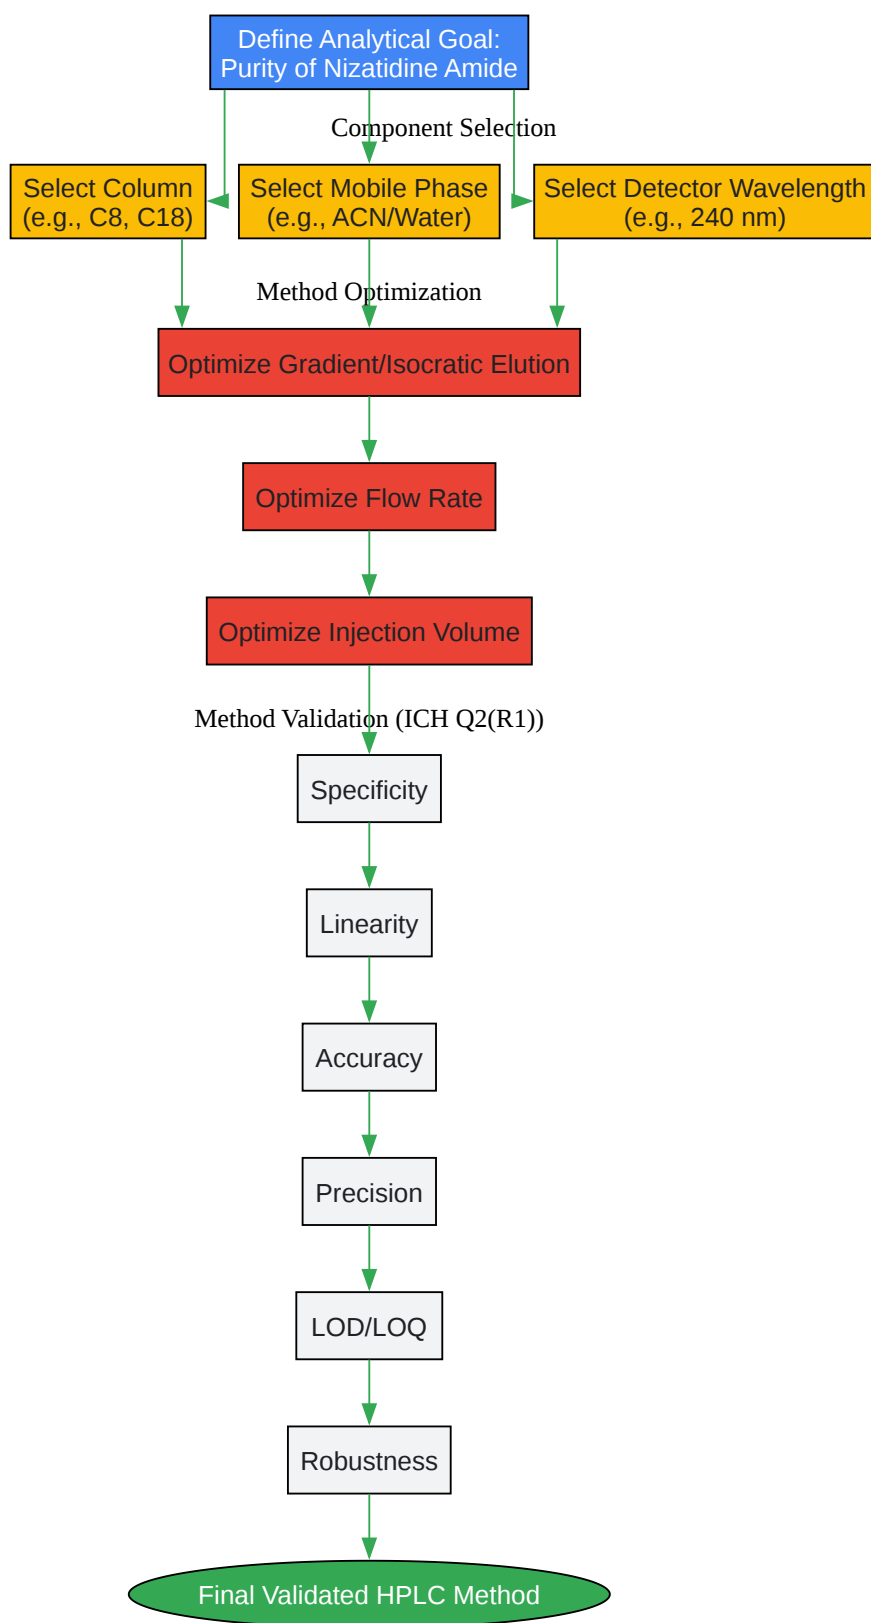 Define Analytical Goal:
Purity of Nizatidine Amide
Component Selection
Select Column
(e.g., C8, C18)
Select Mobile Phase
(e.g., ACN/Water)
Select Detector Wavelength
(e.g., 240 nm)
Method Optimization
Optimize Gradient/Isocratic Elution
Optimize Flow Rate
Optimize Injection Volume
Method Validation (ICH Q2(R1))
Specificity
Linearity
Accuracy
Precision
LOD/LOQ
Robustness
Final Validated HPLC Method